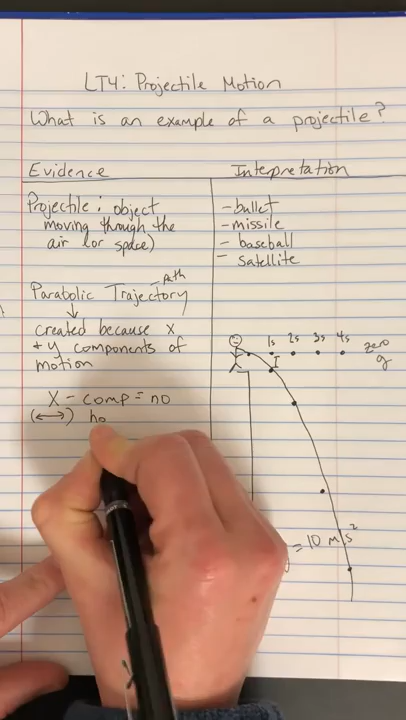 LT4: Projectile Motion
What is an example of a projectile?
Evidence
Interpretation
Projectile: object
moving through the
air (or space)
-bullet
-missile
- baseball
- satellite
- Path
Parabolic Trajectory
↓
created because x
+ y components of
motion
X - comp = no
(↔) ho
1s 2s 3s 4s zero
g
= 10 m/s²